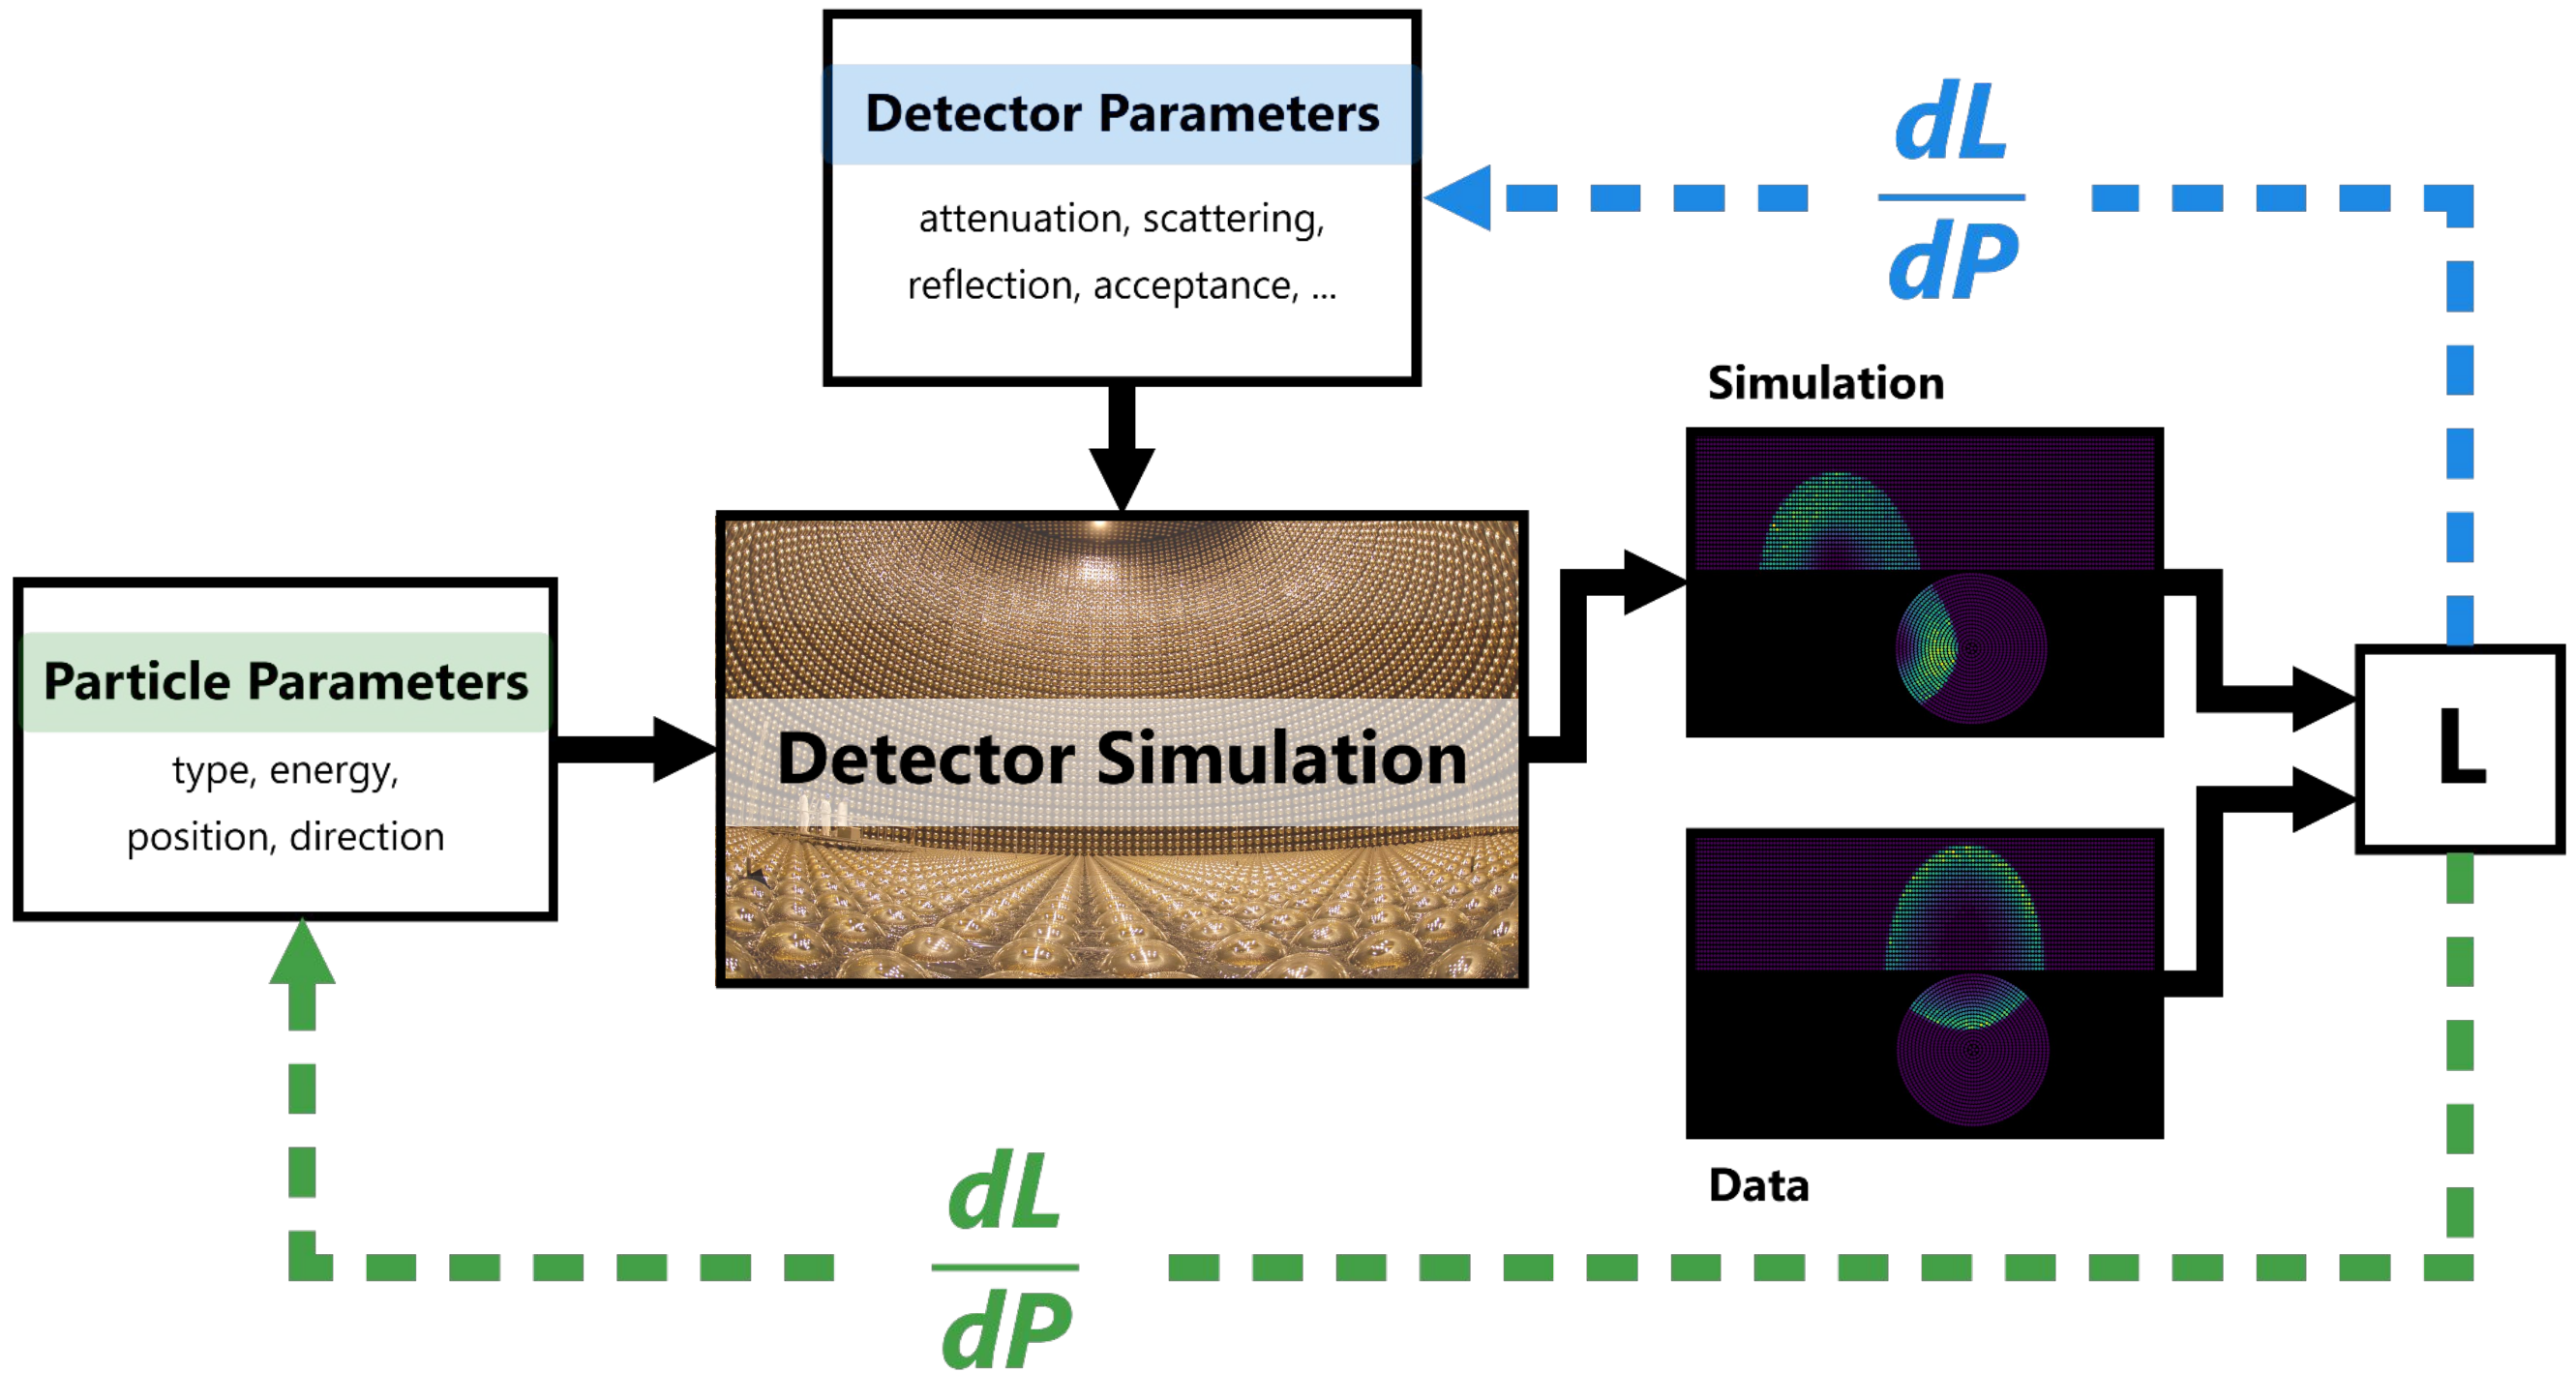 Detector Parameters
attenuation, scattering,
reflection, acceptance, ...
dL
dP
Simulation
Particle Parameters
type, energy,
position, direction
Detector Simulation
L
Data
dL
dP